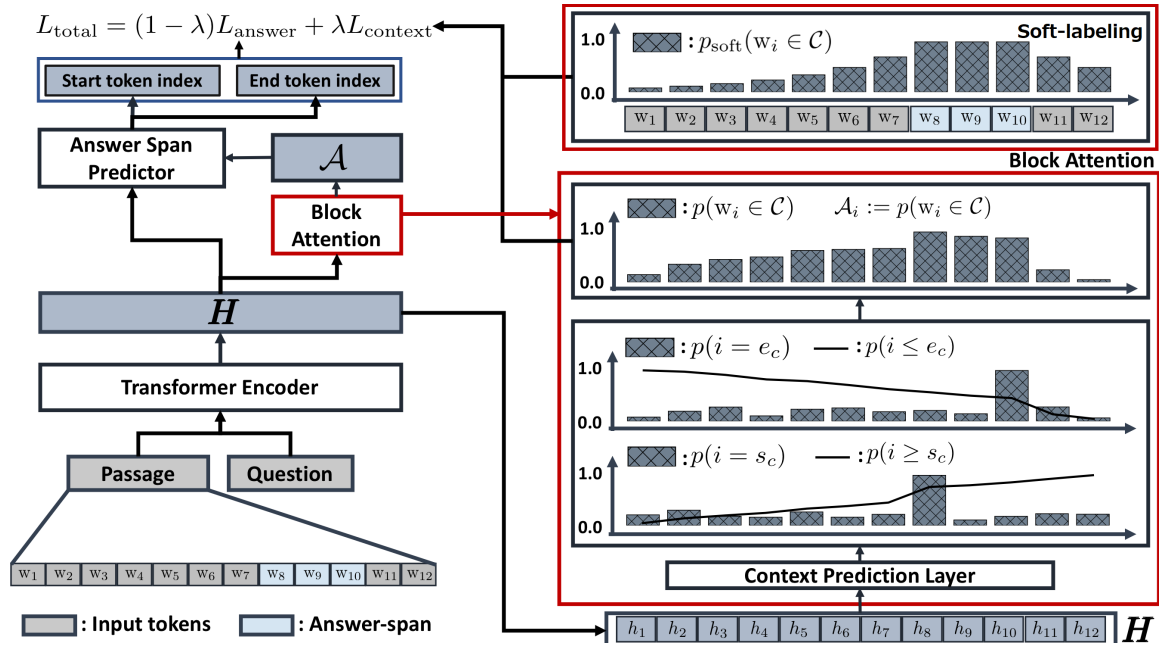 L_total = (1 − λ)L_answer + λL_context
Start token index
End token index
Answer Span
Predictor
𝒜
Block
Attention
H
Transformer Encoder
Passage
Question
w₁ w₂ w₃ w₄ w₅ w₆ w₇ w₈ w₉ w₁₀ w₁₁ w₁₂
: Input tokens
: Answer-span
Soft-labeling
1.0
: p_soft(w_i ∈ 𝒞)
0.0
w₁ w₂ w₃ w₄ w₅ w₆ w₇ w₈ w₉ w₁₀ w₁₁ w₁₂
Block Attention
: p(w_i ∈ 𝒞) 𝒜_i := p(w_i ∈ 𝒞)
1.0
0.0
: p(i = e_c) : p(i ≤ e_c)
1.0
0.0
: p(i = s_c) : p(i ≥ s_c)
1.0
0.0
Context Prediction Layer
h₁ h₂ h₃ h₄ h₅ h₆ h₇ h₈ h₉ h₁₀ h₁₁ h₁₂
H